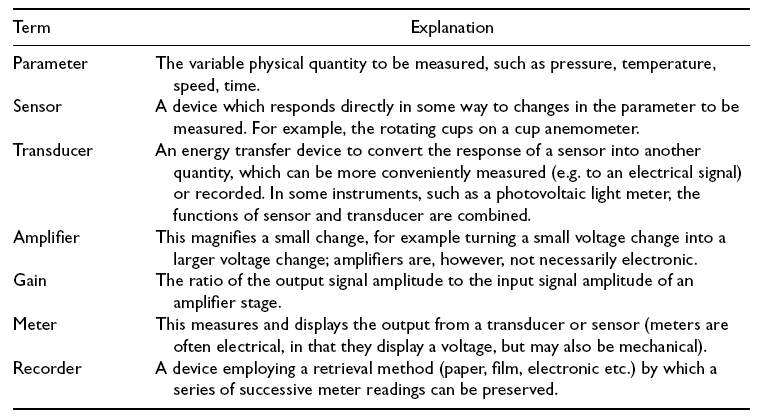 Term Explanation
Parameter The variable physical quantity to be measured, such as pressure, temperature,
speed, time.
Sensor A device which responds directly in some way to changes in the parameter to be
measured. For example, the rotating cups on a cup anemometer.
Transducer An energy transfer device to convert the response of a sensor into another
quantity, which can be more conveniently measured (e.g. to an electrical signal)
or recorded. In some instruments, such as a photovoltaic light meter, the
functions of sensor and transducer are combined.
Amplifier This magnifies a small change, for example turning a small voltage change into a
larger voltage change; amplifiers are, however, not necessarily electronic.
Gain The ratio of the output signal amplitude to the input signal amplitude of an
amplifier stage.
Meter This measures and displays the output from a transducer or sensor (meters are
often electrical, in that they display a voltage, but may also be mechanical).
Recorder A device employing a retrieval method (paper, film, electronic etc.) by which a
series of successive meter readings can be preserved.